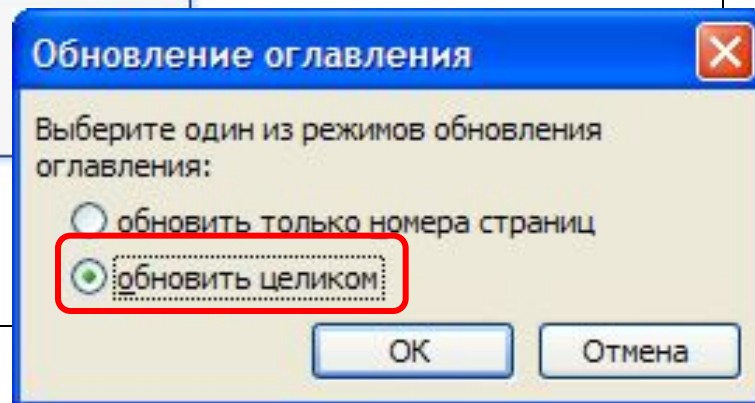 Обновление оглавления
Выберите один из режимов обновления
оглавления:
обновить только номера страниц
обновить целиком
ОК
Отмена